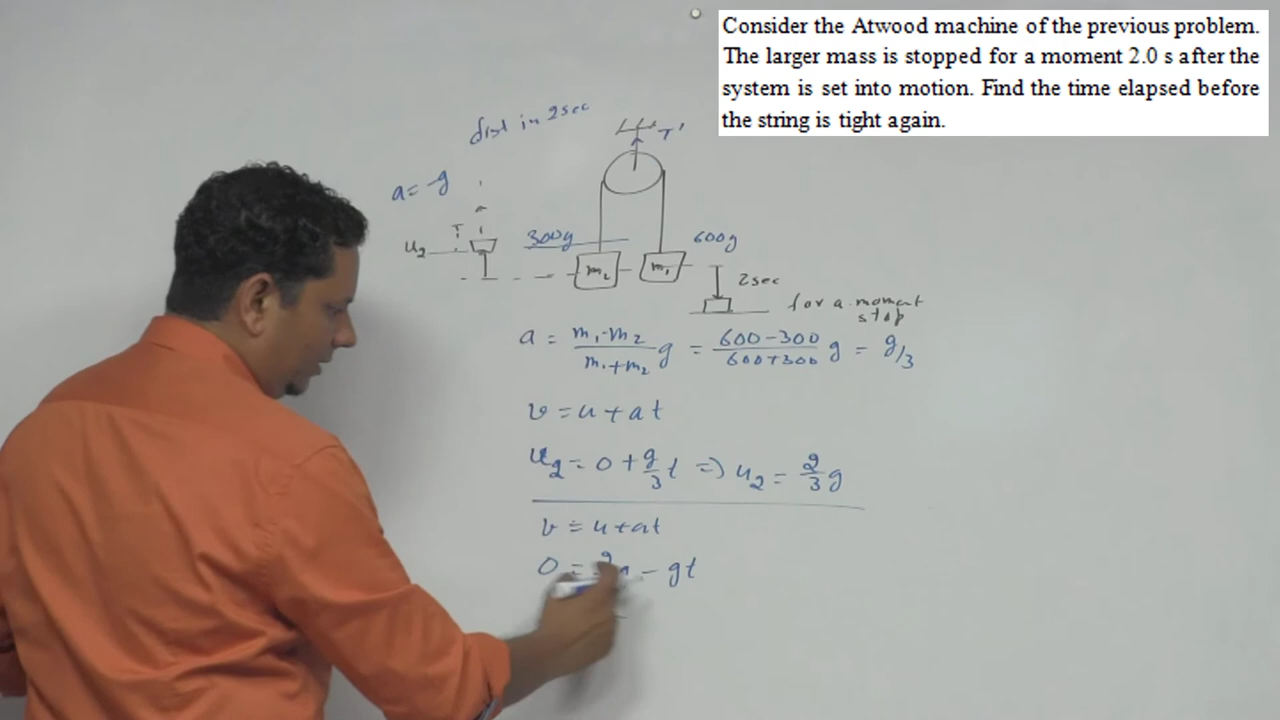 Consider the Atwood machine of the previous problem.
The larger mass is stopped for a moment 2.0 s after the
system is set into motion. Find the time elapsed before
the string is tight again.
dist in 2sec
T'
a = -g
u₂
300g
600g
m₂
m₁
2sec
for a moment
stop
a = m₁-m₂ / m₁+m₂ g = 600-300 / 600+300 g = g/3
v = u + at
u₂ = 0 + g/3 t => u₂ = 2/3 g
v = u + at
0 = - gt